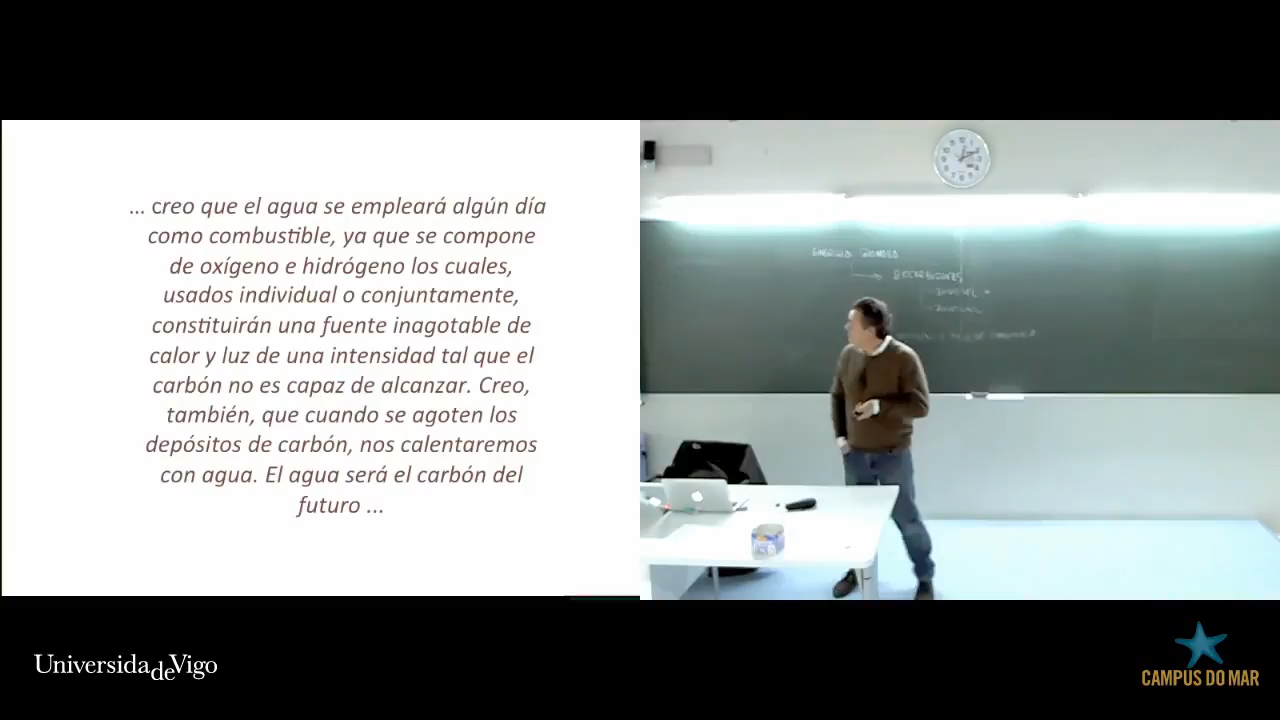 ... creo que el agua se empleará algún día
como combustible, ya que se compone
de oxígeno e hidrógeno los cuales,
usados individual o conjuntamente,
constituirán una fuente inagotable de
calor y luz de una intensidad tal que el
carbón no es capaz de alcanzar. Creo,
también, que cuando se agoten los
depósitos de carbón, nos calentaremos
con agua. El agua será el carbón del
futuro ...
UniversidadeVigo
CAMPUS DO MAR